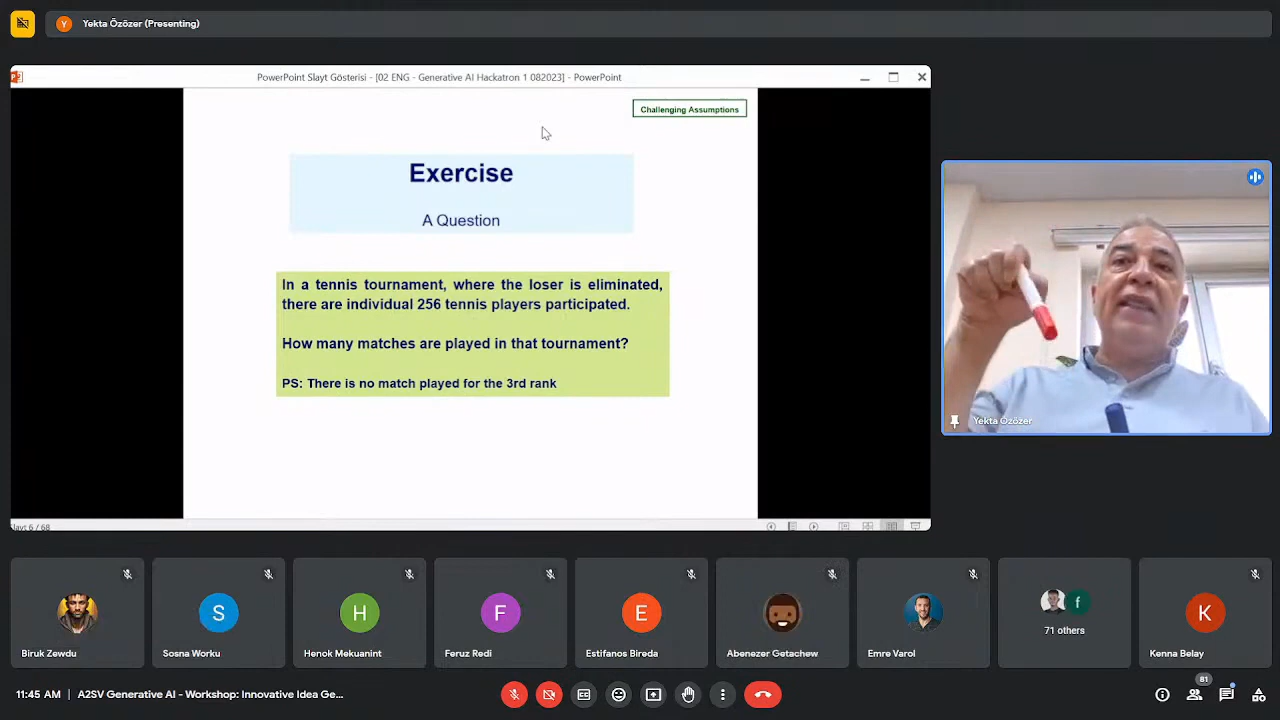 Y
Yekta Özözer (Presenting)
PowerPoint Slayt Gösterisi - [02 ENG - Generative AI Hackatron 1 082023] - PowerPoint
Challenging Assumptions
Exercise
A Question
In a tennis tournament, where the loser is eliminated,
there are individual 256 tennis players participated.
How many matches are played in that tournament?
PS: There is no match played for the 3rd rank
Yekta Özözer
layt 6 / 68
S
H
F
E
f
K
Biruk Zewdu
Sosna Worku
Henok Mekuanint
Feruz Redi
Estifanos Bireda
Abenezer Getachew
Emre Varol
71 others
Kenna Belay
11:45 AM | A2SV Generative AI - Workshop: Innovative Idea Ge...
81